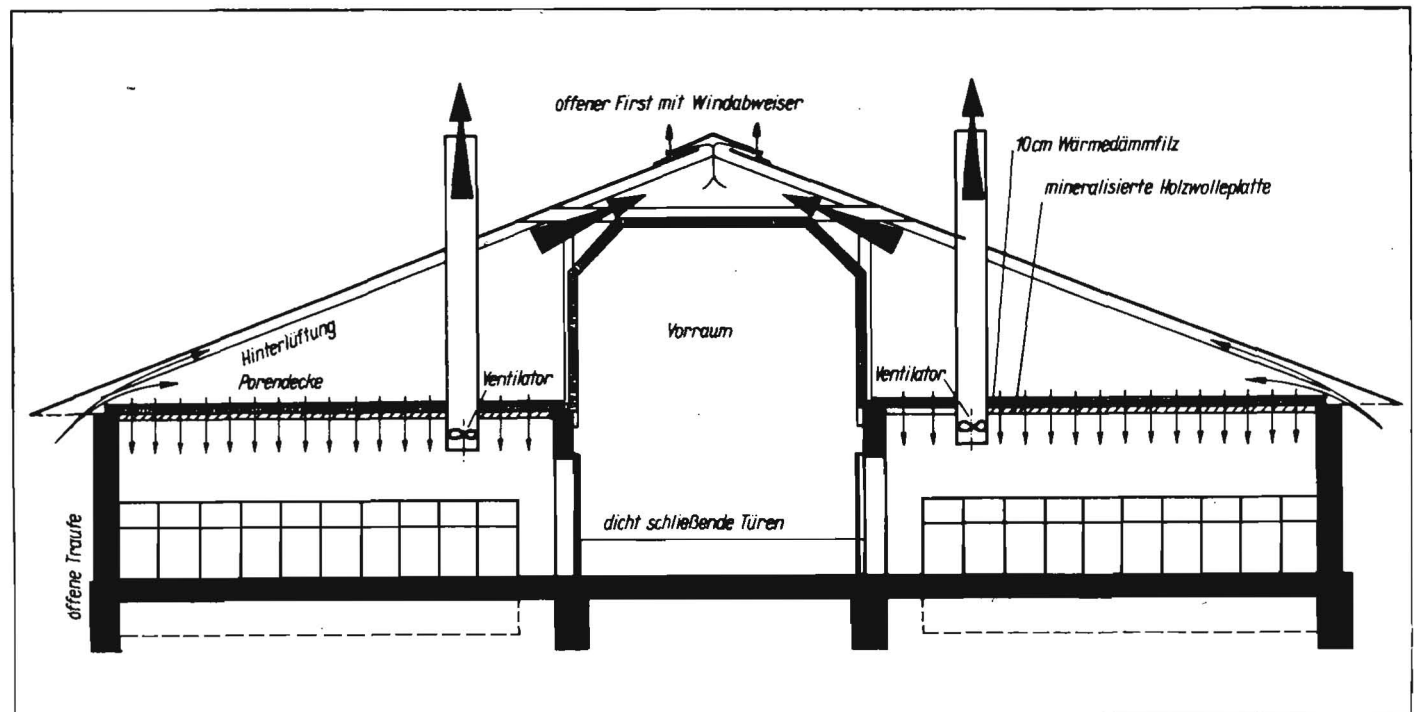 offener First mit Windabweiser
10cm Wärmedämmfilz
mineralisierte Holzwolleplatte
Vorraum
Hinterlüftung
Porendecke
Ventilator
Ventilator
dicht schließende Türen
offene Traufe